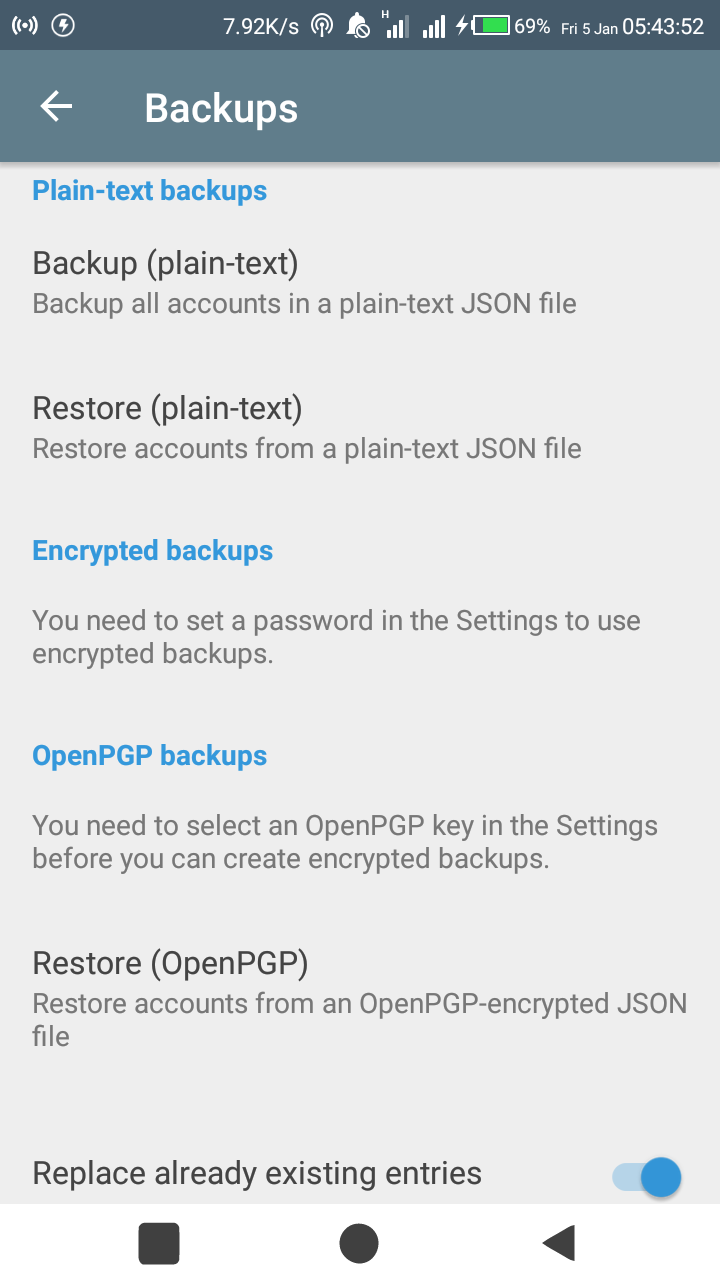 7.92K/s H 69% Fri 5 Jan 05:43:52
Backups
Plain-text backups
Backup (plain-text)
Backup all accounts in a plain-text JSON file
Restore (plain-text)
Restore accounts from a plain-text JSON file
Encrypted backups
You need to set a password in the Settings to use
encrypted backups.
OpenPGP backups
You need to select an OpenPGP key in the Settings
before you can create encrypted backups.
Restore (OpenPGP)
Restore accounts from an OpenPGP-encrypted JSON
file
Replace already existing entries